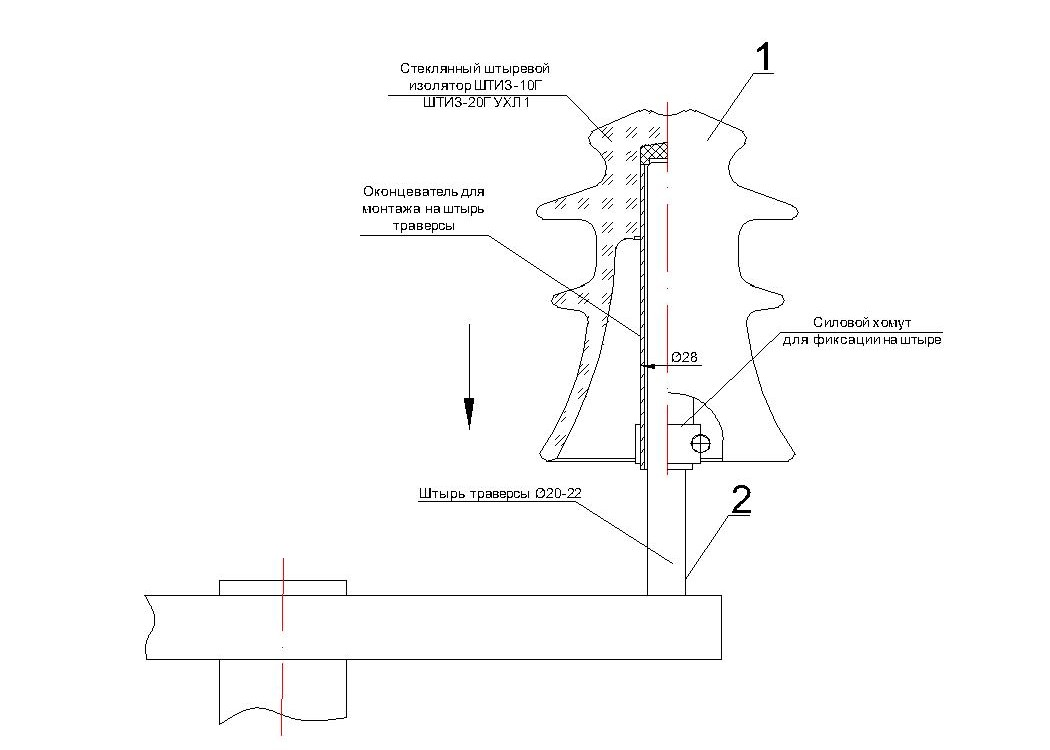 1
Стеклянный штыревой
изолятор ШТИЗ-10Г
ШТИЗ-20Г УХЛ1
Оконцеватель для
монтажа на штырь
траверсы
Силовой хомут
для фиксации на штыре
Ø28
Штырь траверсы Ø20-22
2